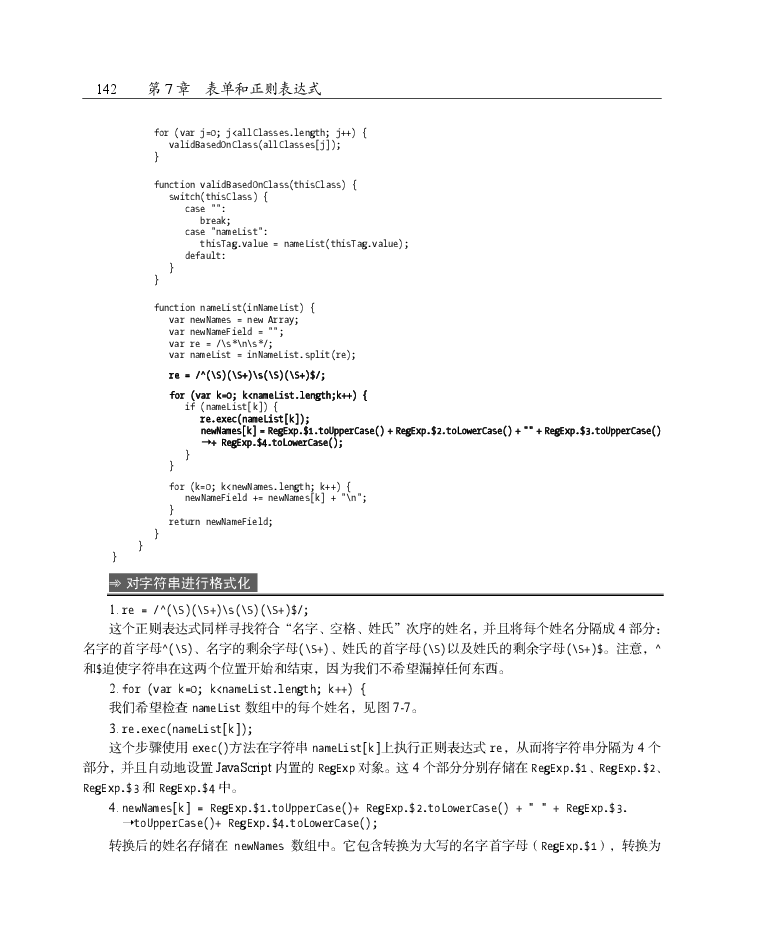 142 第 7 章 表单和正则表达式
for (var j=0; j<allClasses.length; j++) {
validBasedOnClass(allClasses[j]);
}
function validBasedOnClass(thisClass) {
switch(thisClass) {
case "":
break;
case "nameList":
thisTag.value = nameList(thisTag.value);
default:
}
}
function nameList(inNameList) {
var newNames = new Array;
var newNameField = "";
var re = /\s*\n\s*/;
var nameList = inNameList.split(re);
re = /^(\S)(\S+)\s(\S)(\S+)$/;
for (var k=0; k<nameList.length;k++) {
if (nameList[k]) {
re.exec(nameList[k]);
newNames[k] = RegExp.$1.toUpperCase() + RegExp.$2.toLowerCase() + "" + RegExp.$3.toUpperCase()
→+ RegExp.$4.toLowerCase();
}
}
for (k=0; k<newNames.length; k++) {
newNameField += newNames[k] + "\n";
}
return newNameField;
}
}
}
对字符串进行格式化
1. re = /^(\S)(\S+)\s(\S)(\S+)$/;
这个正则表达式同样寻找符合“名字、空格、姓氏”次序的姓名，并且将每个姓名分隔成 4 部分：
名字的首字母^(\S)、名字的剩余字母(\S+)、姓氏的首字母(\S)以及姓氏的剩余字母(\S+)$。注意，^
和$迫使字符串在这两个位置开始和结束，因为我们不希望漏掉任何东西。
2. for (var k=0; k<nameList.length; k++) {
我们希望检查 nameList 数组中的每个姓名，见图 7-7。
3. re.exec(nameList[k]);
这个步骤使用 exec()方法在字符串 nameList[k]上执行正则表达式 re，从而将字符串分隔为 4 个
部分，并且自动地设置 JavaScript 内置的 RegExp 对象。这 4 个部分分别存储在 RegExp.$1、RegExp.$2、
RegExp.$3 和 RegExp.$4 中。
4. newNames[k] = RegExp.$1.toUpperCase()+ RegExp.$2.toLowerCase() + " " + RegExp.$3.
→toUpperCase()+ RegExp.$4.toLowerCase();
转换后的姓名存储在 newNames 数组中。它包含转换为大写的名字首字母（RegExp.$1），转换为